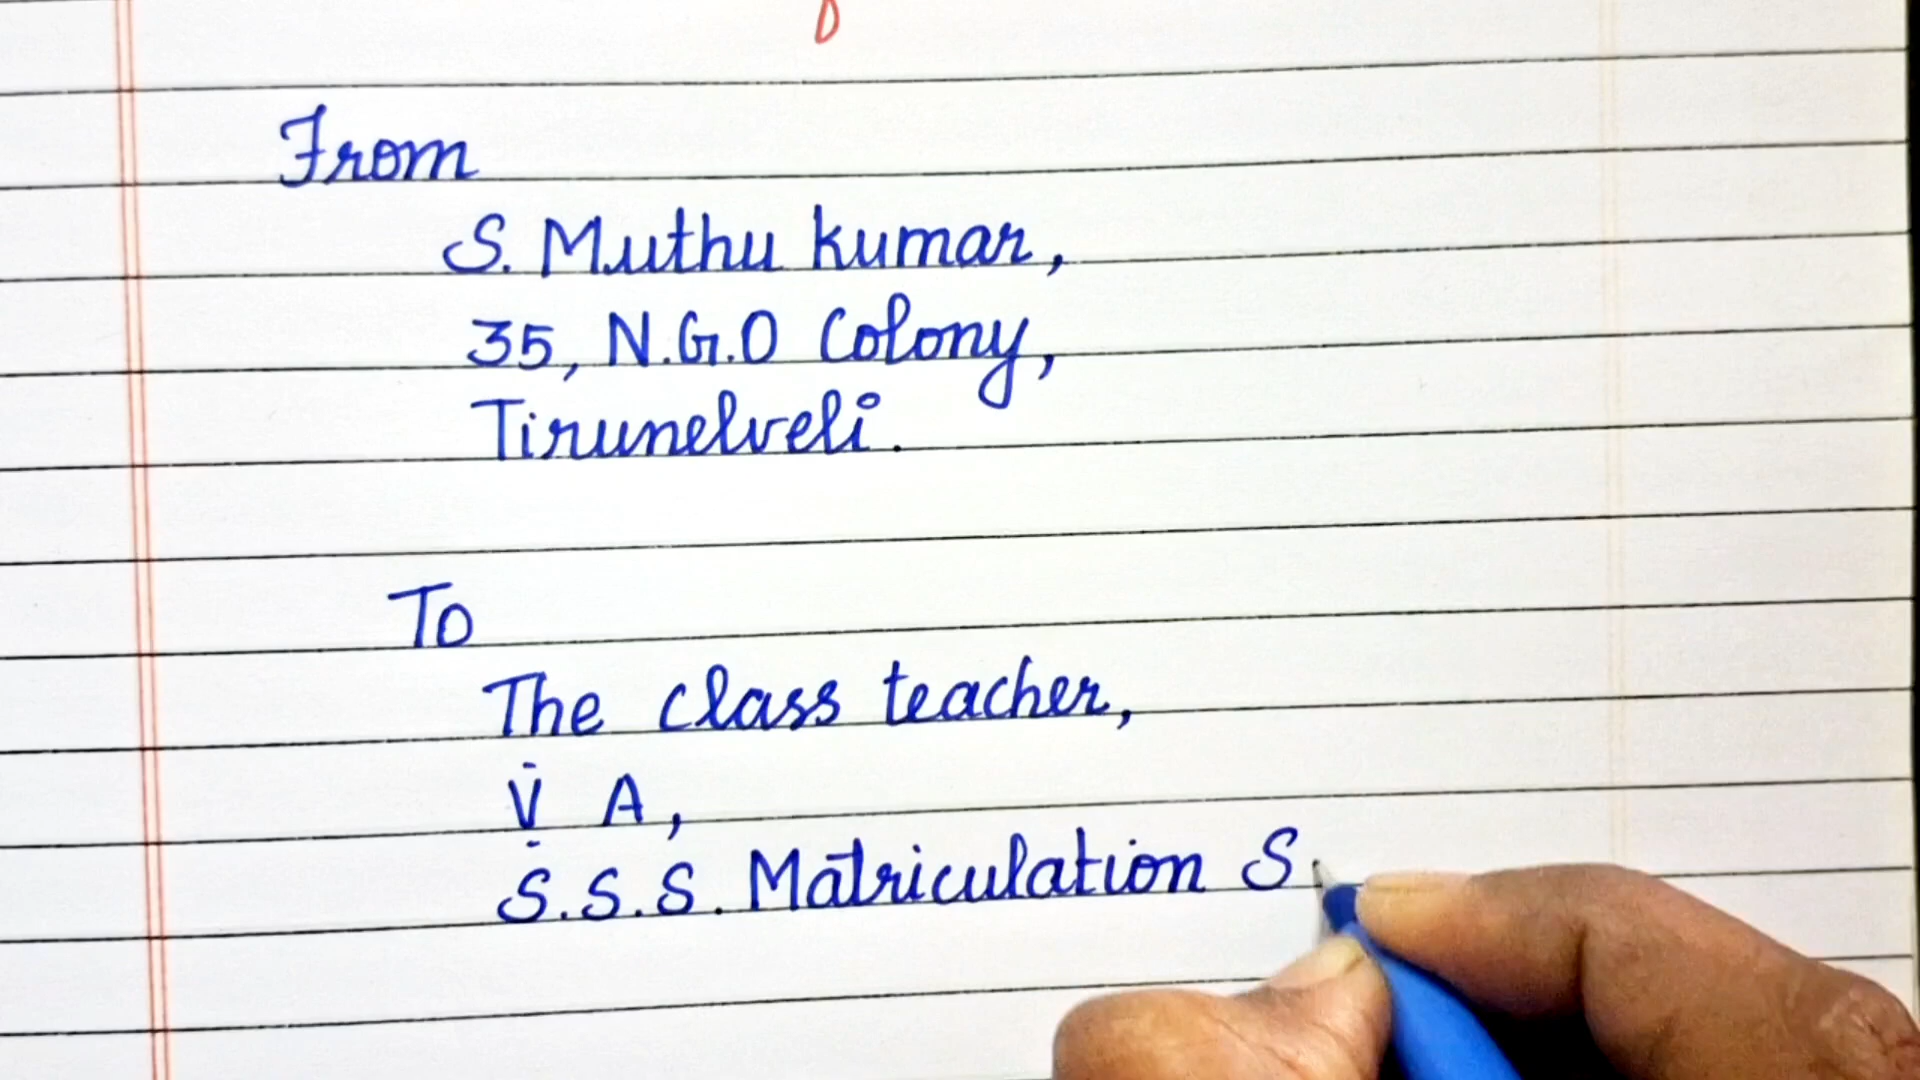 From
S. Muthu kumar,
35, N.G.O Colony,
Tirunelveli.
To
The class teacher,
V A,
S.S.S. Matriculation S